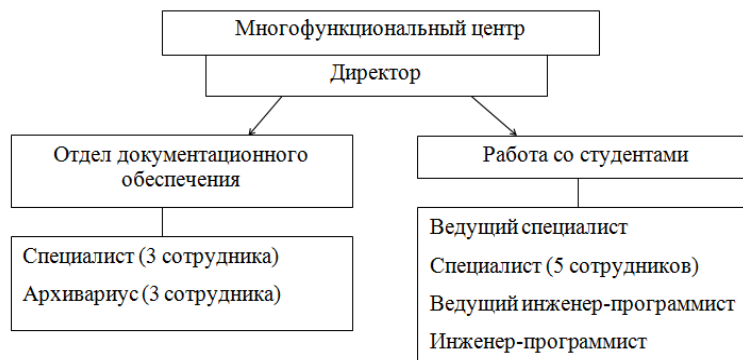 Многофункциональный центр
Директор
Отдел документационного
обеспечения
Специалист (3 сотрудника)
Архивариус (3 сотрудника)
Работа со студентами
Ведущий специалист
Специалист (5 сотрудников)
Ведущий инженер-программист
Инженер-программист